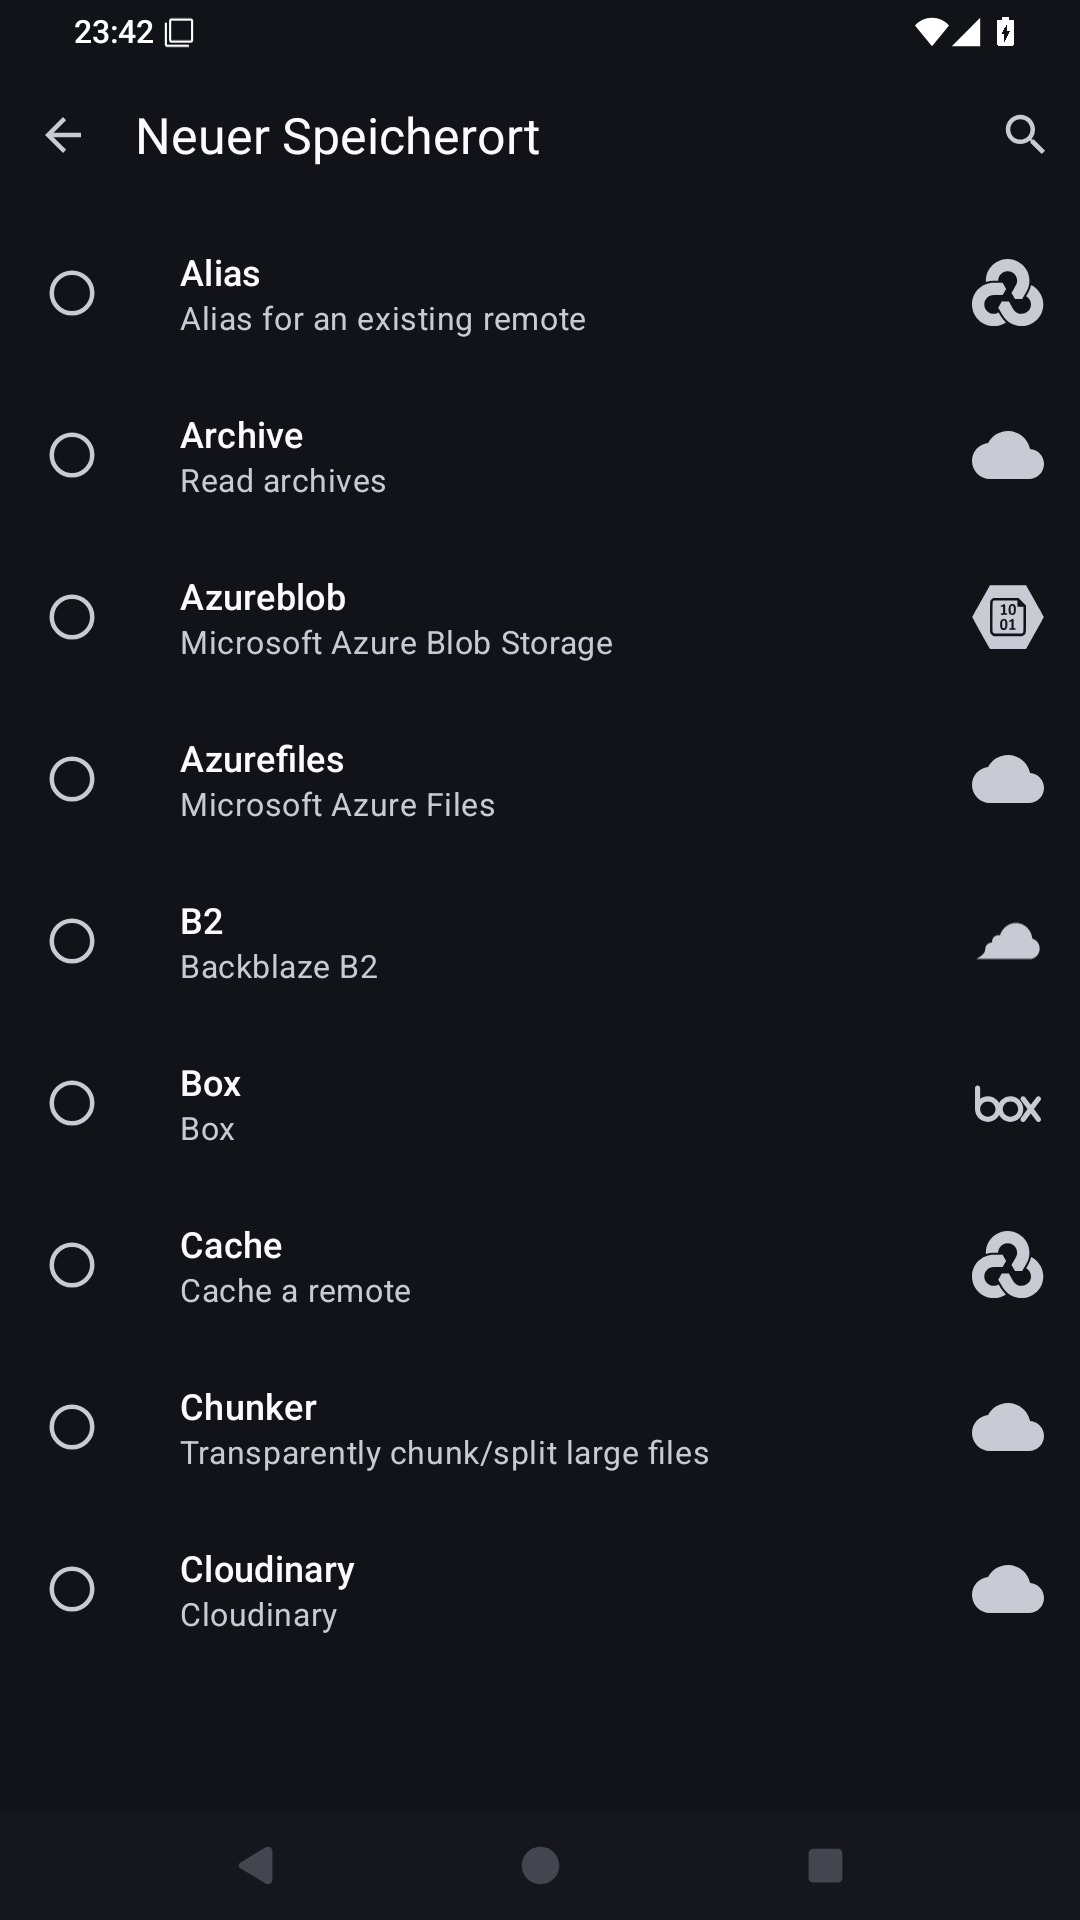 23:42
Neuer Speicherort
Alias
Alias for an existing remote
Archive
Read archives
Azureblob
Microsoft Azure Blob Storage
10
01
Azurefiles
Microsoft Azure Files
B2
Backblaze B2
Box
Box
box
Cache
Cache a remote
Chunker
Transparently chunk/split large files
Cloudinary
Cloudinary